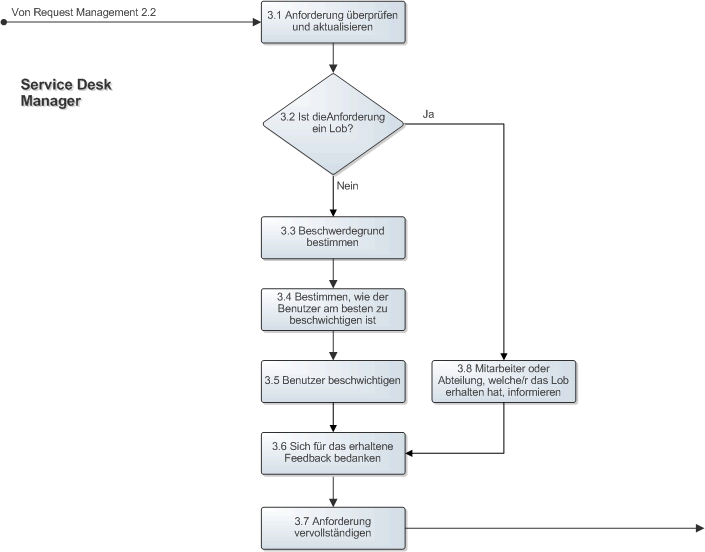 Von Request Management 2.2
3.1 Anforderung überprüfen
und aktualisieren
Service Desk
Manager
3.2 Ist dieAnforderung
ein Lob?
Ja
Nein
3.3 Beschwerdegrund
bestimmen
3.4 Bestimmen, wie der
Benutzer am besten zu
beschwichtigen ist
3.5 Benutzer beschwichtigen
3.8 Mitarbeiter oder
Abteilung, welche/r das Lob
erhalten hat, informieren
3.6 Sich für das erhaltene
Feedback bedanken
3.7 Anforderung
vervollständigen